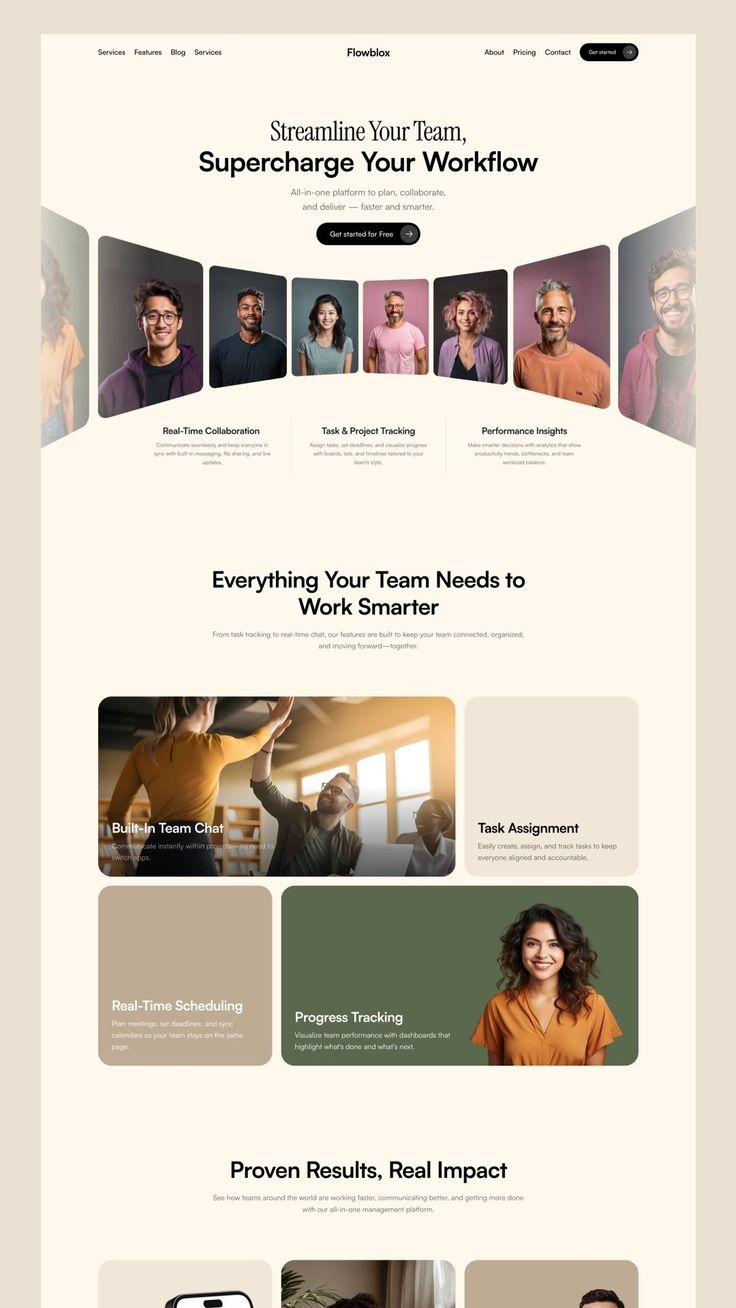 Services Features Blog Services
Flowblox
About Pricing Contact Get started
Streamline Your Team,
Supercharge Your Workflow
All-in-one platform to plan, collaborate,
and deliver — faster and smarter.
Get started for Free
Real-Time Collaboration
Communicate seamlessly and keep everyone in
sync with built-in messaging, file sharing, and live
updates.
Task & Project Tracking
Assign tasks, set deadlines, and visualize progress
with boards, lists, and timelines tailored to your
team's style.
Performance Insights
Make smarter decisions with analytics that show
productivity trends, bottlenecks, and team
workload balance.
Everything Your Team Needs to
Work Smarter
From task tracking to real-time chat, our features are built to keep your team connected, organized,
and moving forward—together.
Built-In Team Chat
Communicate instantly within projects—no need to
switch apps.
Task Assignment
Easily create, assign, and track tasks to keep
everyone aligned and accountable.
Real-Time Scheduling
Plan meetings, set deadlines, and sync
calendars so your team stays on the same
page.
Progress Tracking
Visualize team performance with dashboards that
highlight what's done and what's next.
Proven Results, Real Impact
See how teams around the world are working faster, communicating better, and getting more done
with our all-in-one management platform.